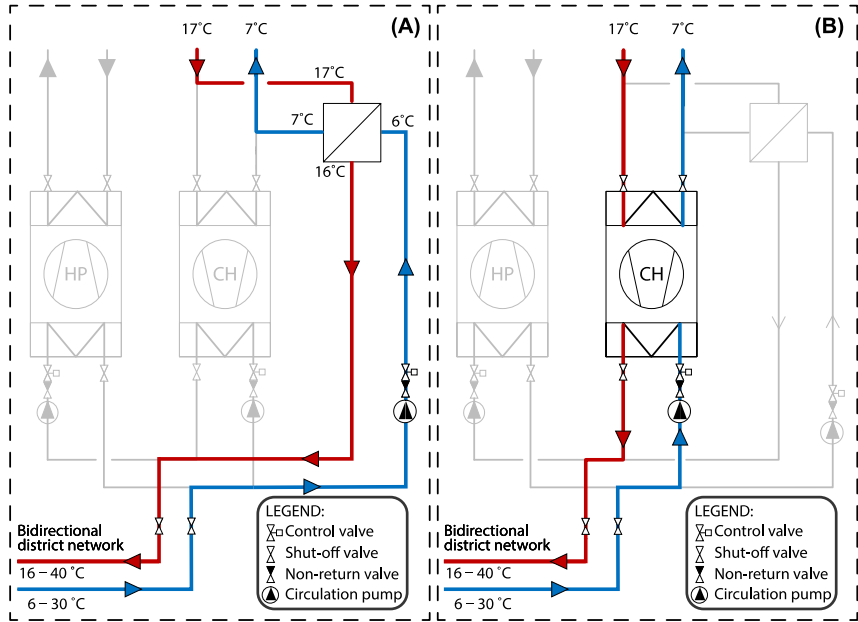 17˚C 7˚C (A)
17˚C
7˚C 6˚C
16˚C
HP CH
Bidirectional
district network
16 – 40 ˚C
6 – 30 ˚C
LEGEND:
Control valve
Shut-off valve
Non-return valve
Circulation pump
17˚C 7˚C (B)
HP CH
Bidirectional
district network
16 – 40 ˚C
6 – 30 ˚C
LEGEND:
Control valve
Shut-off valve
Non-return valve
Circulation pump